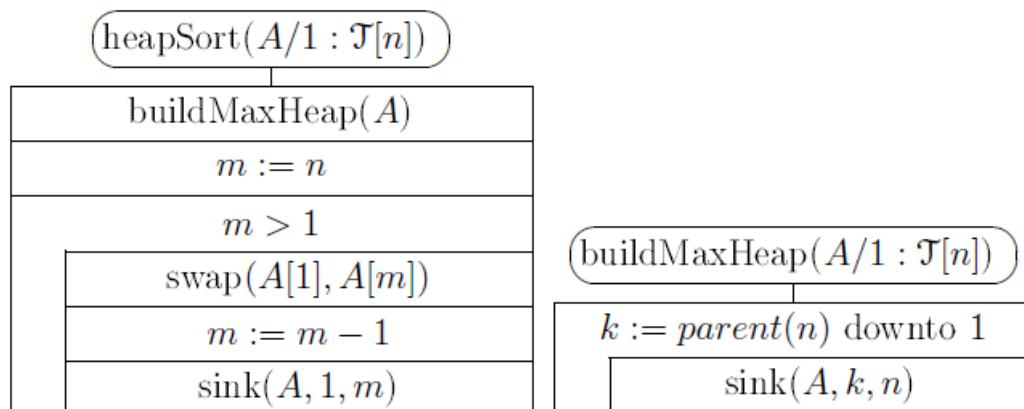 heapSort(A/1 : 𝒯[n])
buildMaxHeap(A)
m := n
m > 1
swap(A[1], A[m])
m := m − 1
sink(A, 1, m)
buildMaxHeap(A/1 : 𝒯[n])
k := parent(n) downto 1
sink(A, k, n)